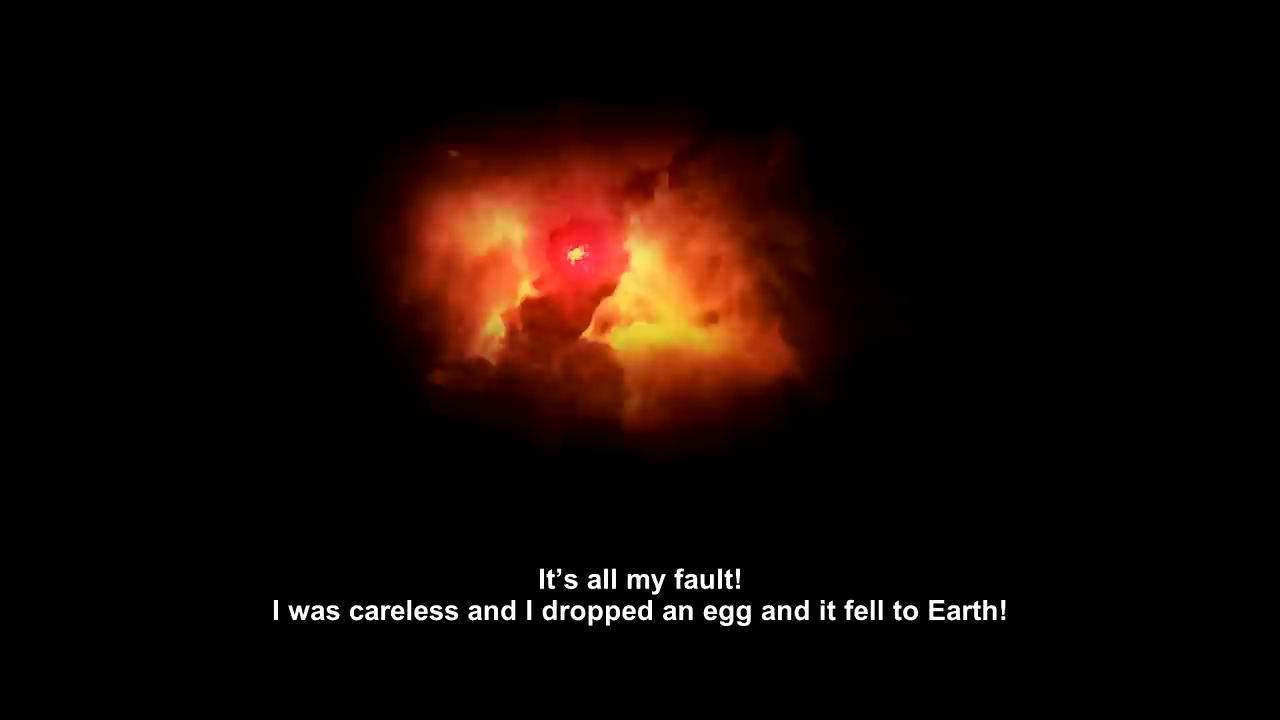 It’s all my fault!
I was careless and I dropped an egg and it fell to Earth!